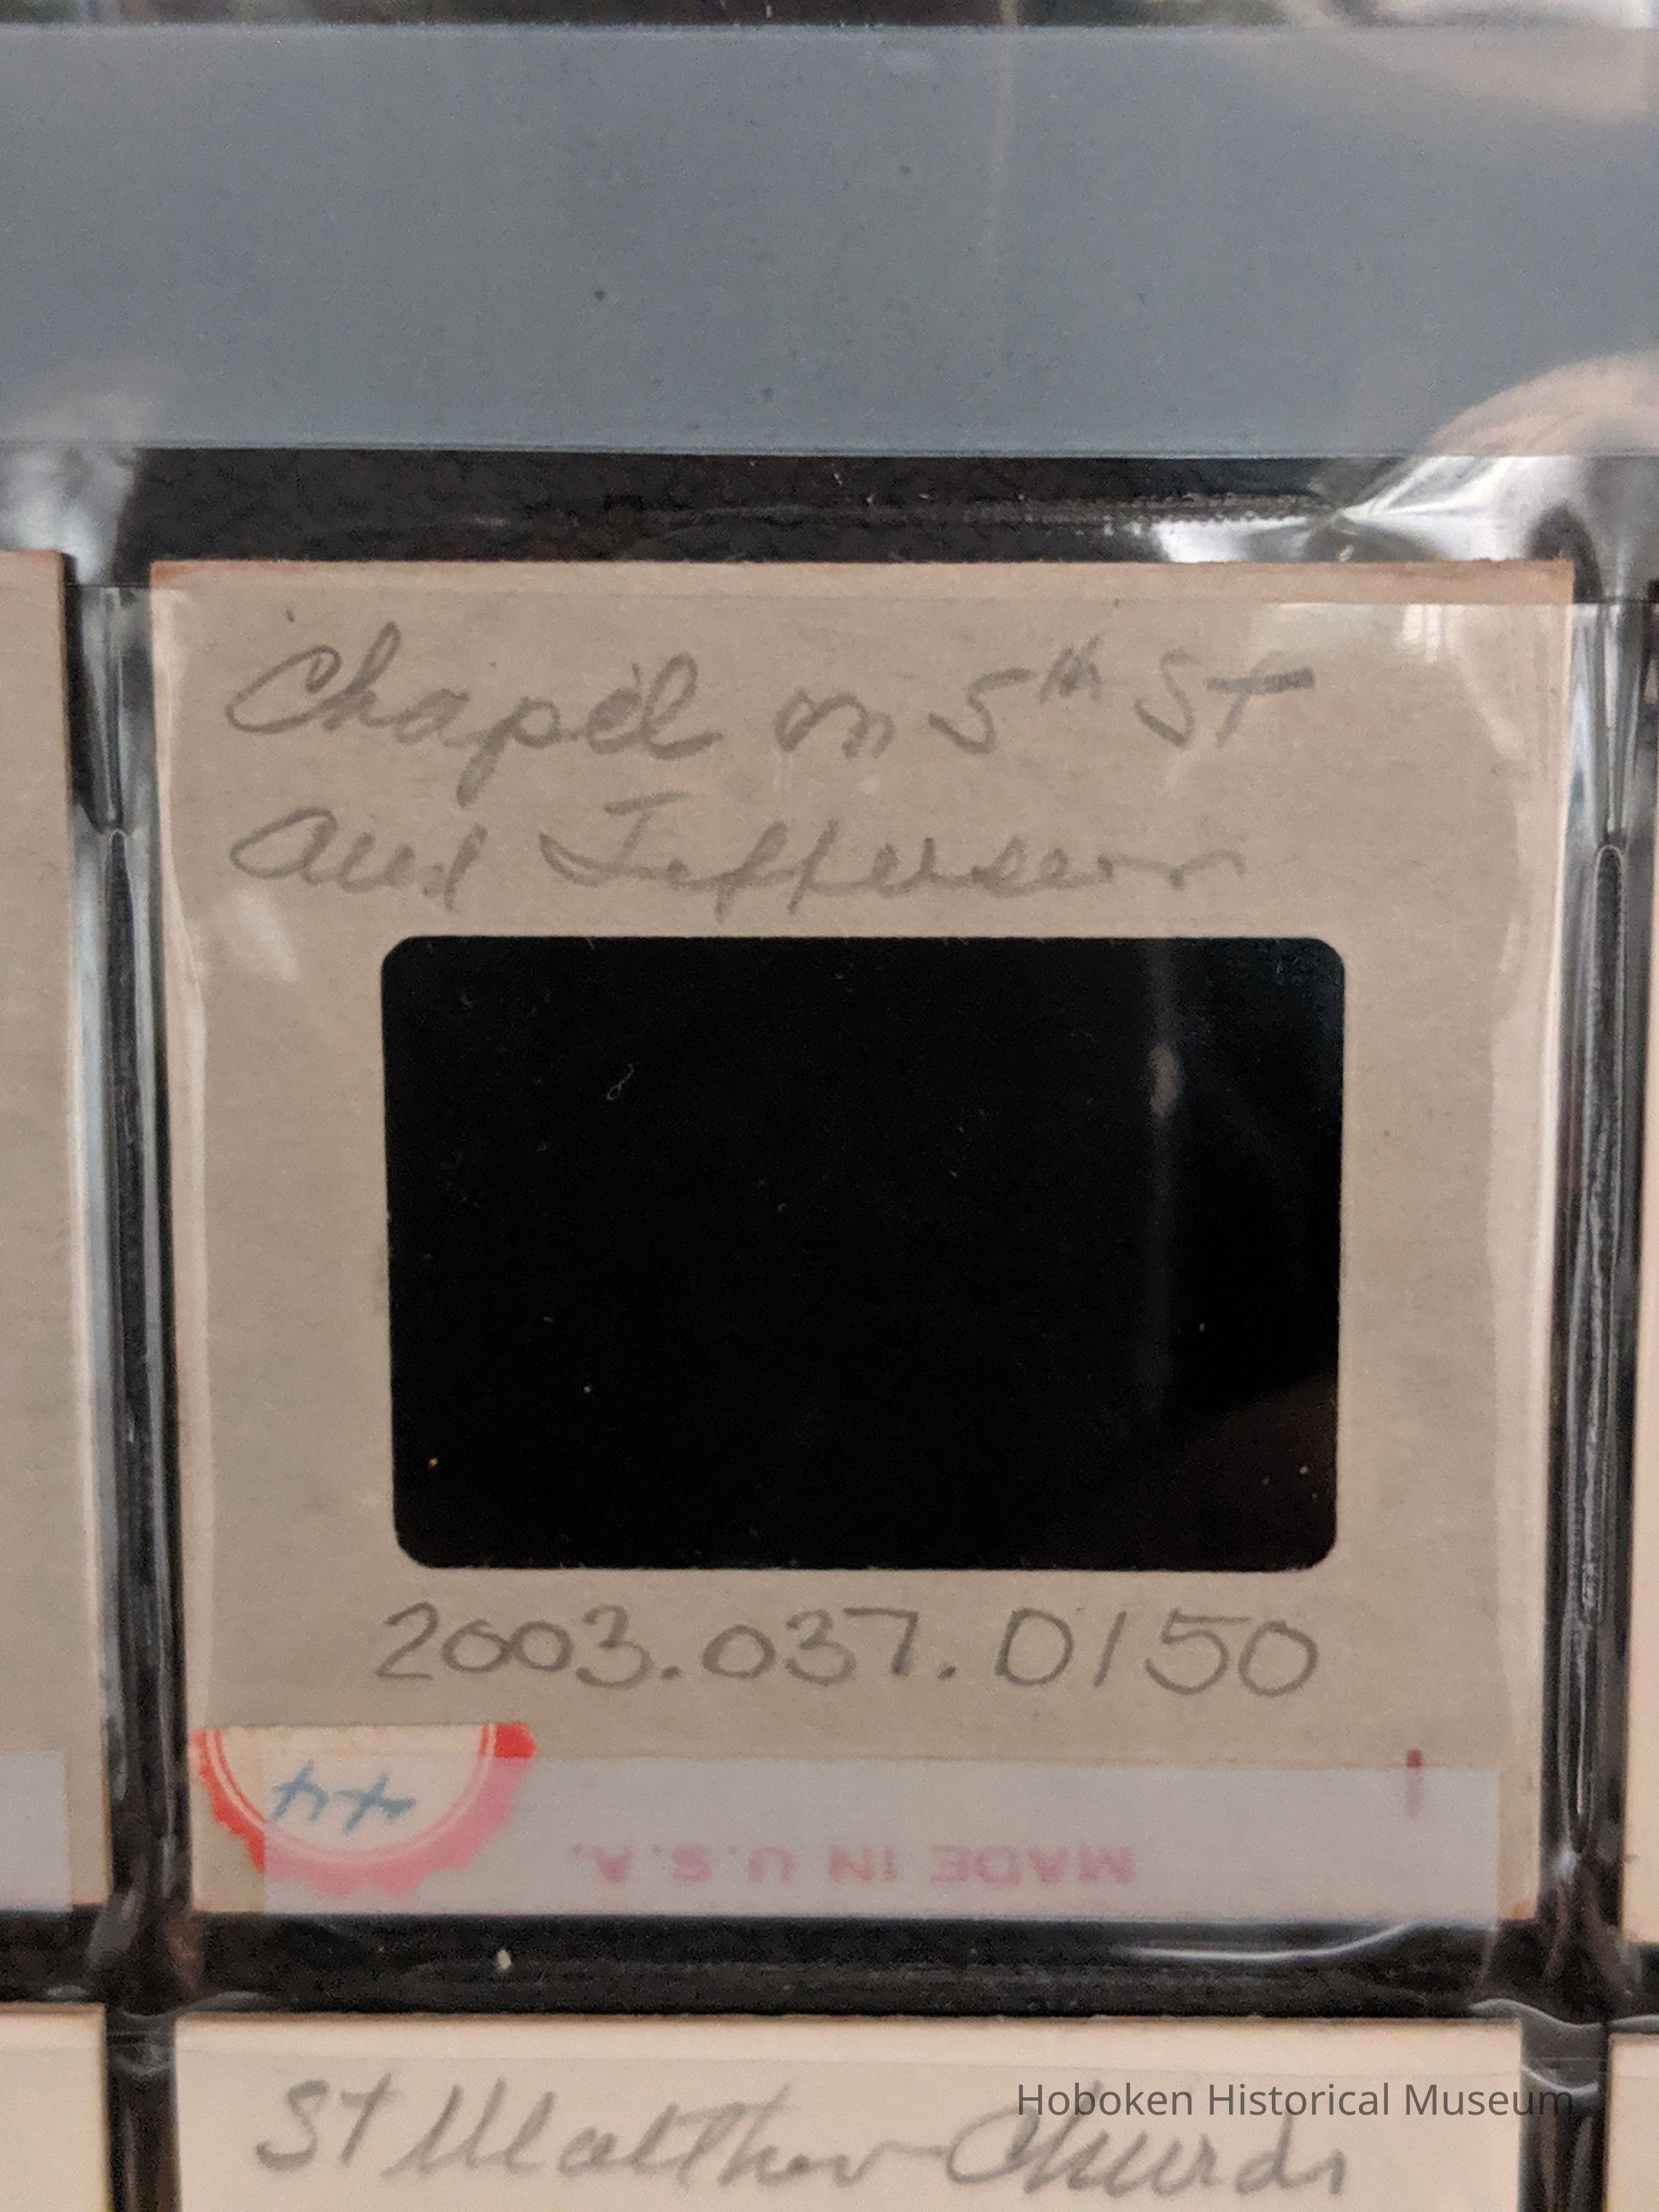 Chapel on 5th ST
and Jefferson
2003.037.0150
44
MADE IN U.S.A.
St Matthew Church
Hoboken Historical Museum